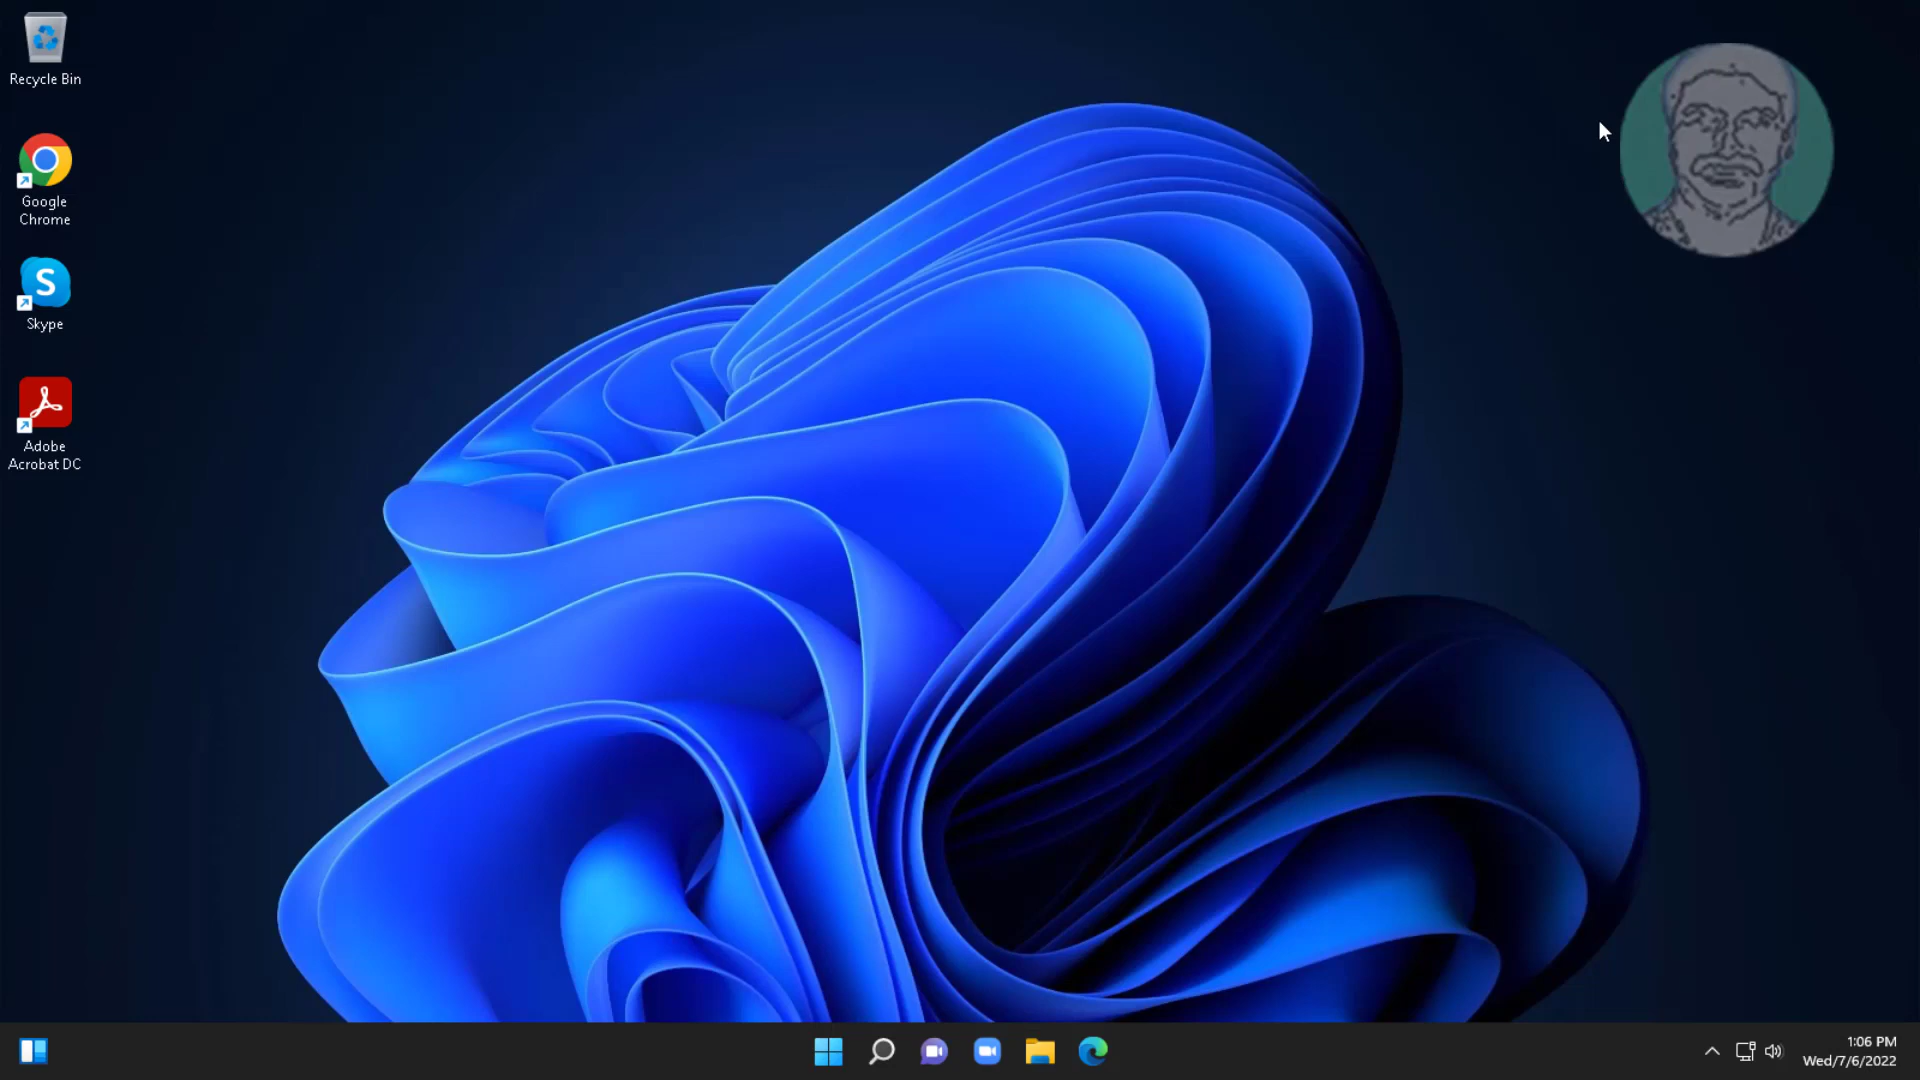 Recycle Bin
Google
Chrome
S
Skype
Adobe
Acrobat DC
1:06 PM
Wed/7/6/2022